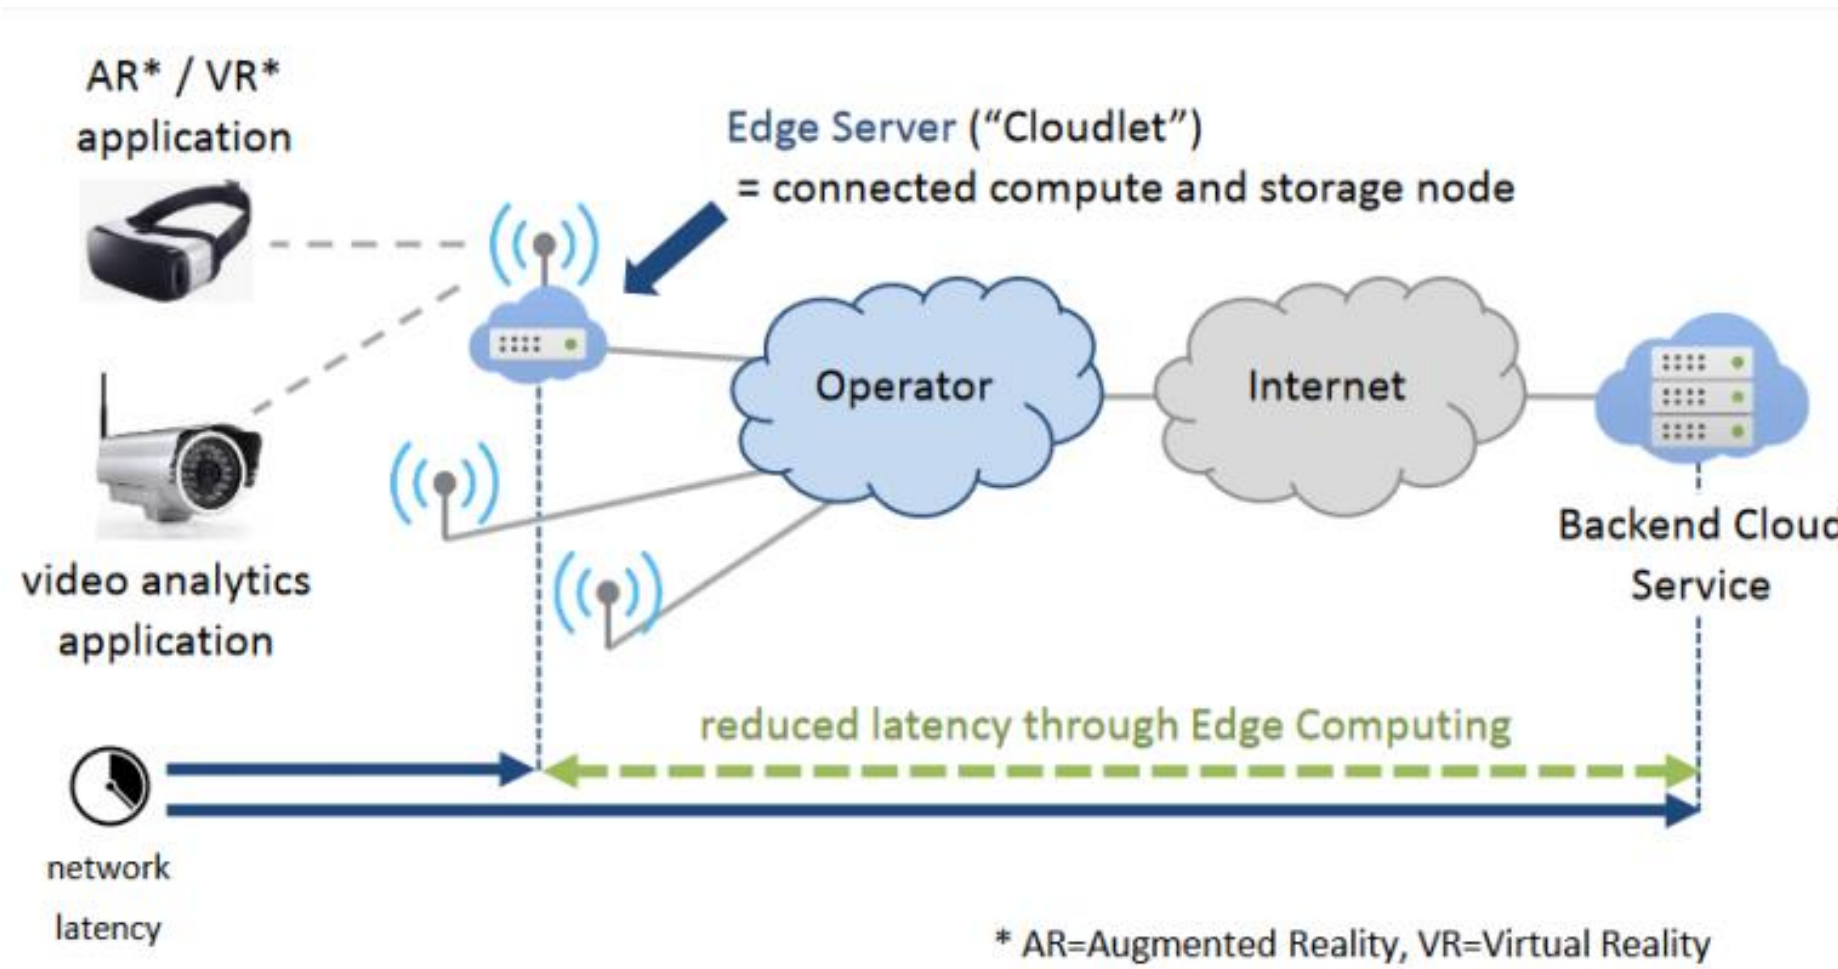 AR* / VR*
application
Edge Server (“Cloudlet”)
= connected compute and storage node
Operator
Internet
Backend Cloud
Service
video analytics
application
reduced latency through Edge Computing
network
latency
* AR=Augmented Reality, VR=Virtual Reality